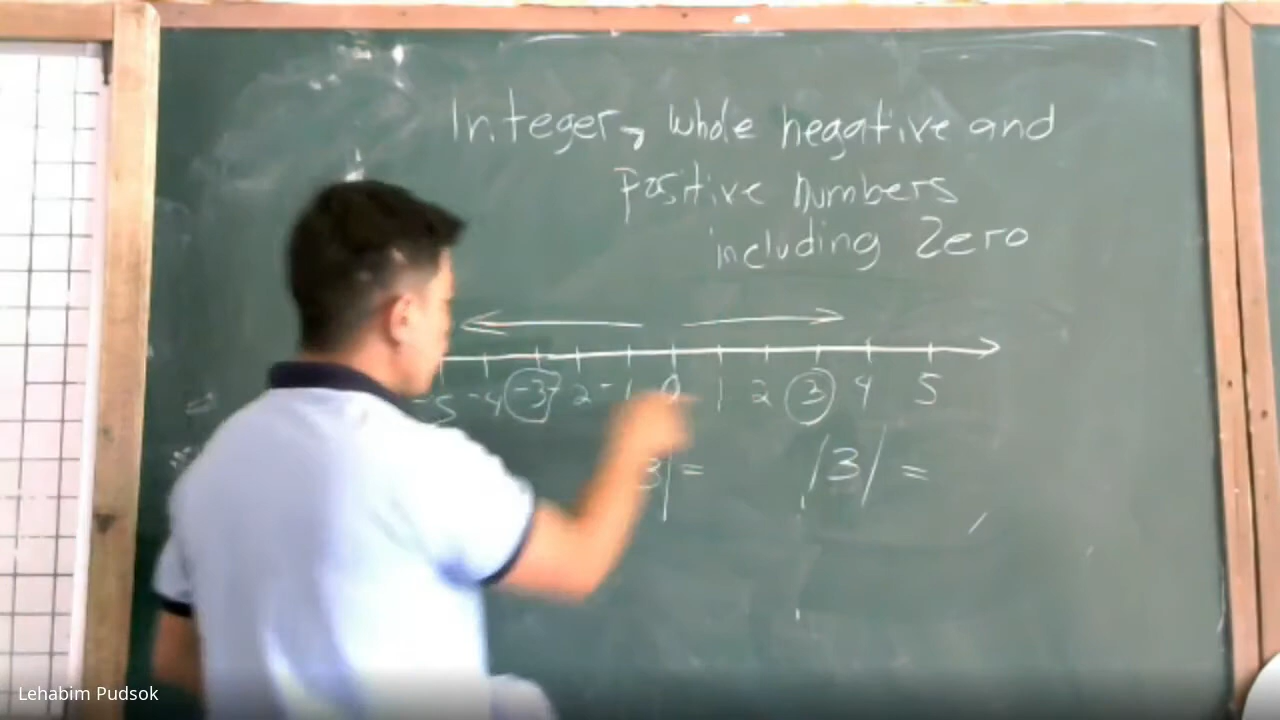 Integer, whole negative and
positive numbers
including Zero
-5 -4 -3 -2 -1 0 1 2 3 4 5
3| = |3| =
Lehabim Pudsok